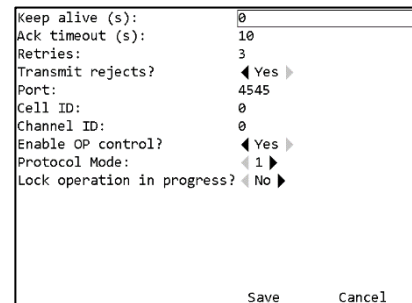 Keep alive (s): 0
Ack timeout (s): 10
Retries: 3
Transmit rejects? Yes
Port: 4545
Cell ID: 0
Channel ID: 0
Enable OP control? Yes
Protocol Mode: 1
Lock operation in progress? No
Save Cancel